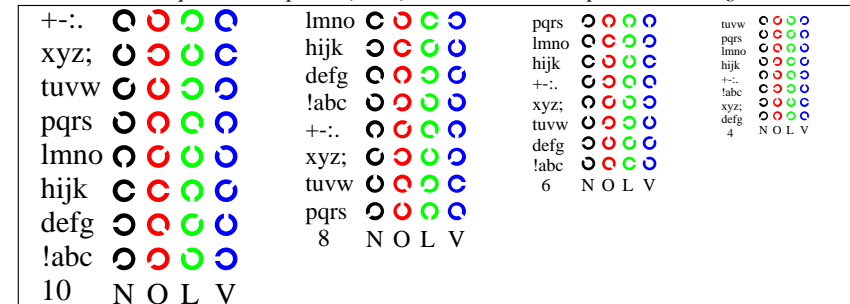 +-:.
xyz;
tuvw
pqrs
lmno
hijk
defg
!abc
10 N O L V
lmno
hijk
defg
!abc
+-:.
xyz;
tuvw
pqrs
8 N O L V
pqrs
lmno
hijk
+-:.
xyz;
tuvw
defg
!abc
6 N O L V
tuvw
pqrs
lmno
hijk
+-:.
!abc
xyz;
defg
4 N O L V